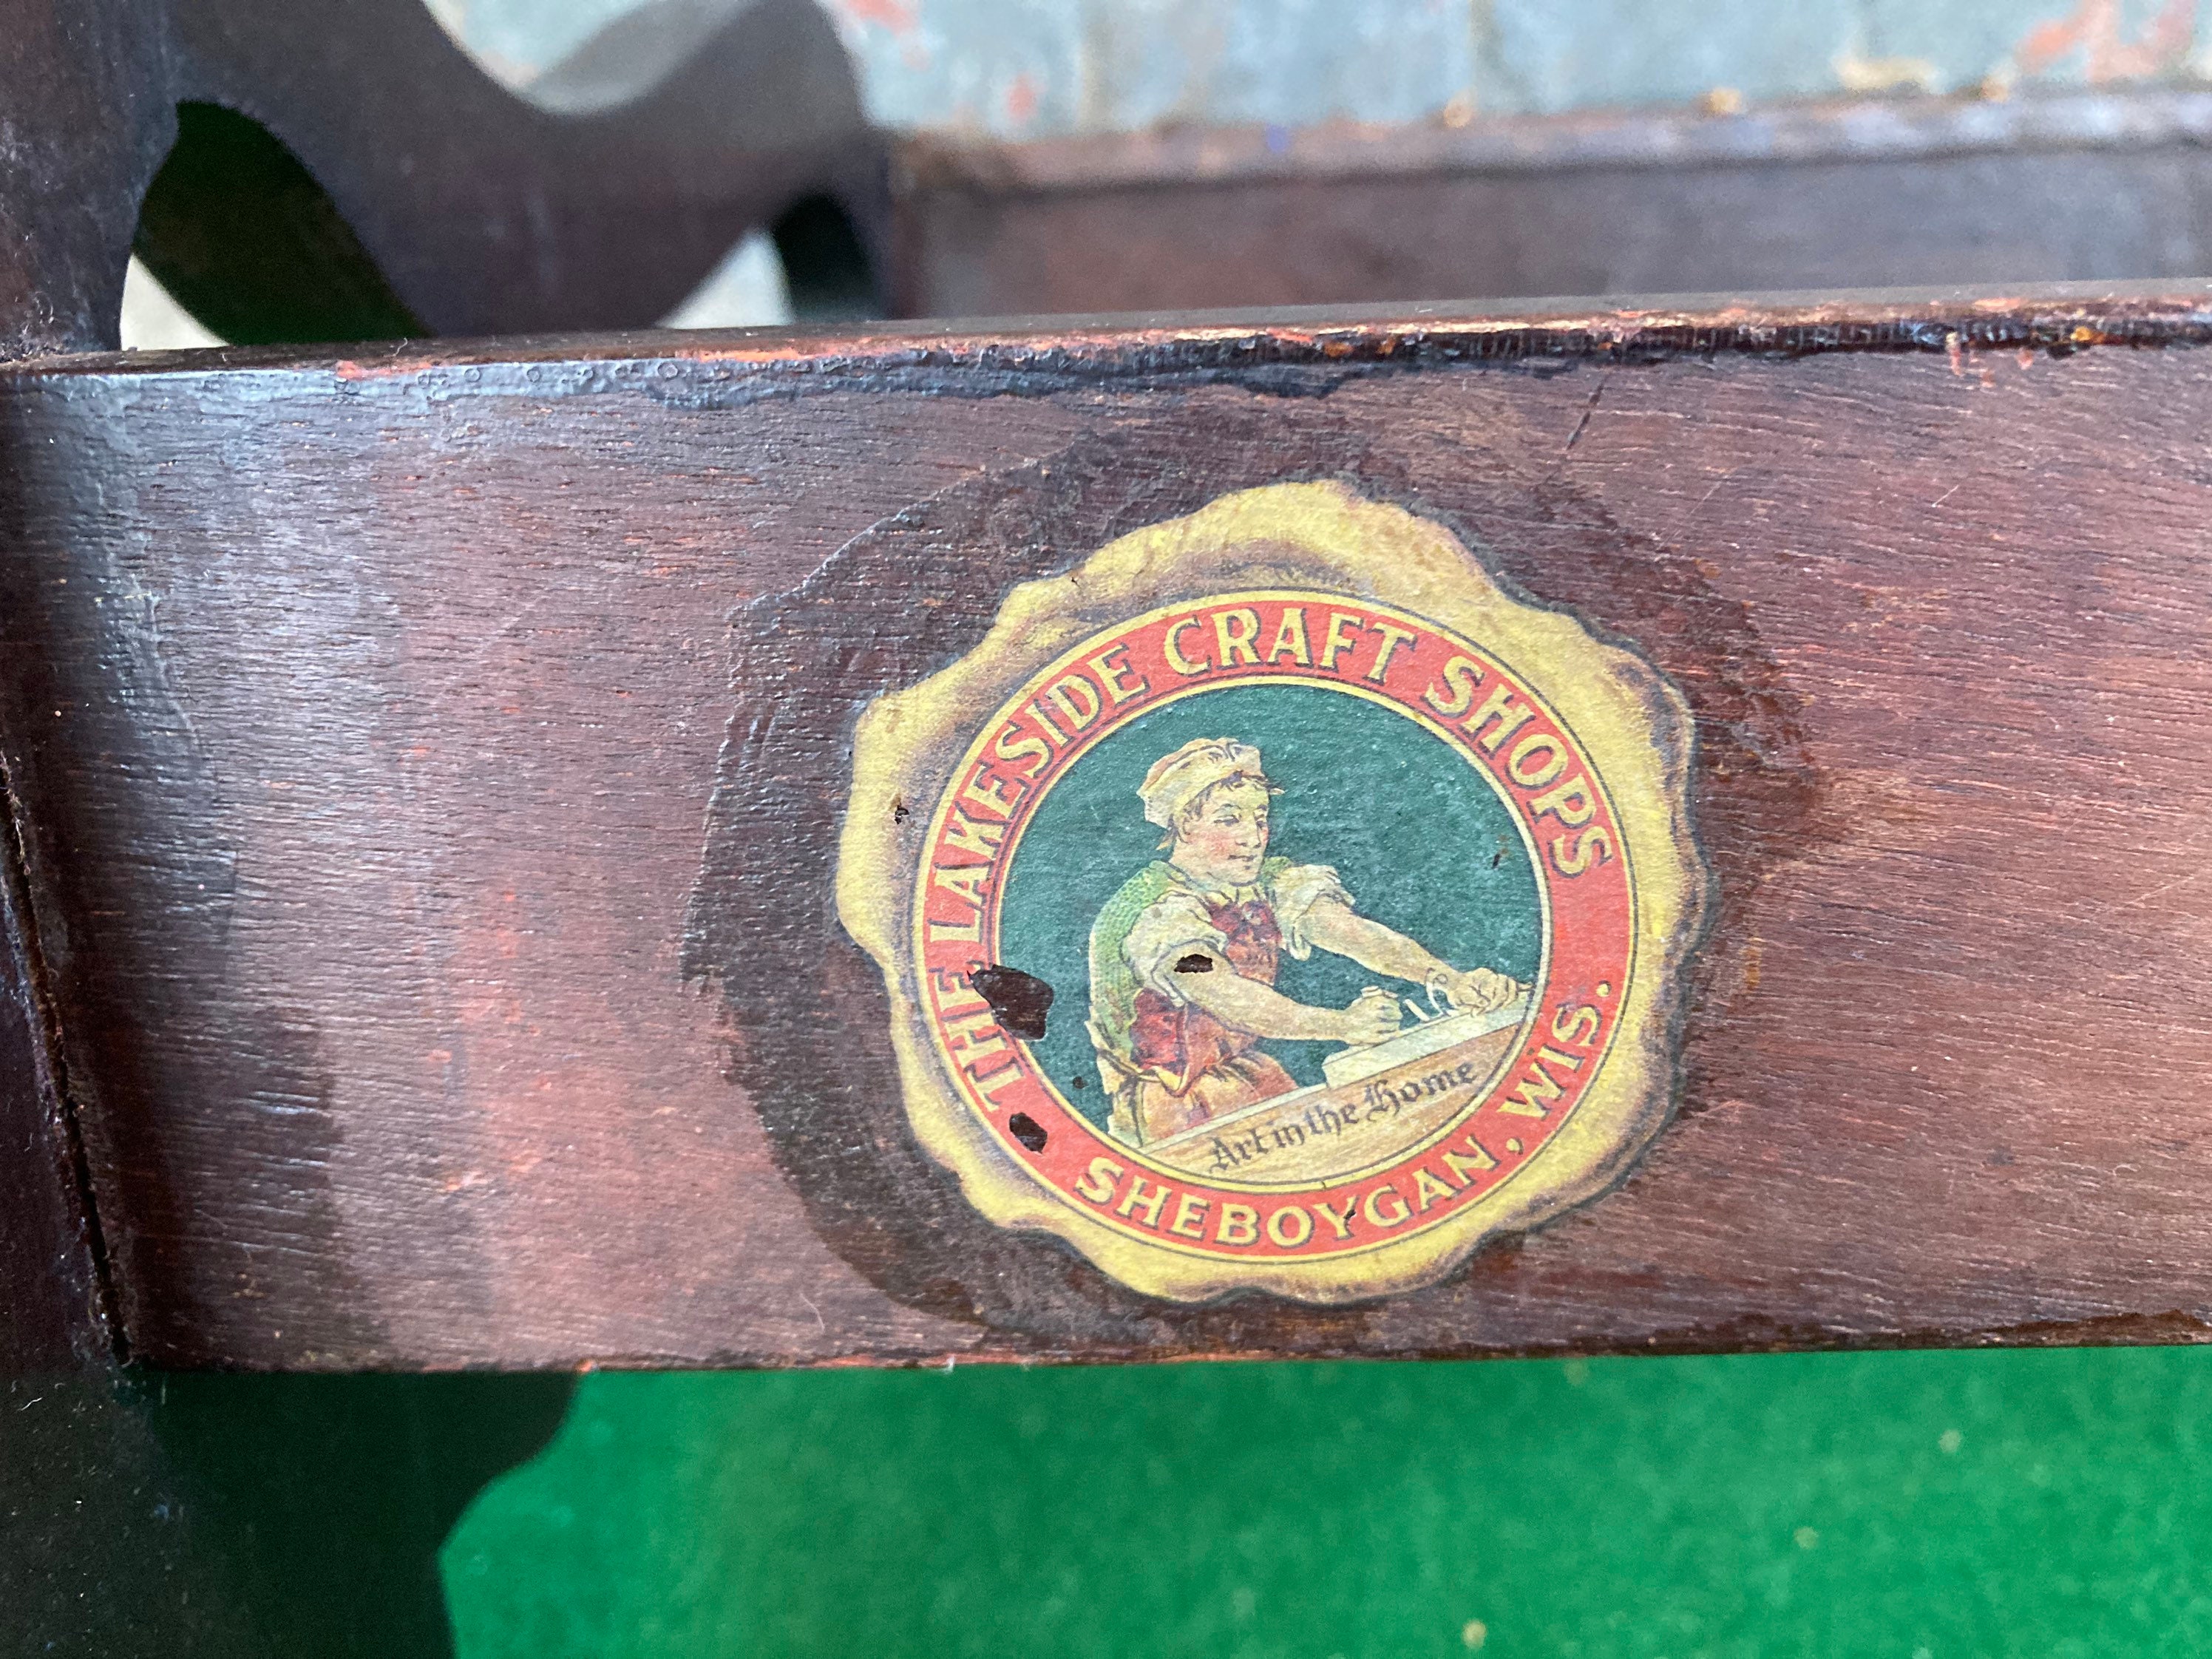 THE LAKESIDE CRAFT SHOPS
Art in the Home
SHEBOYGAN, WIS.